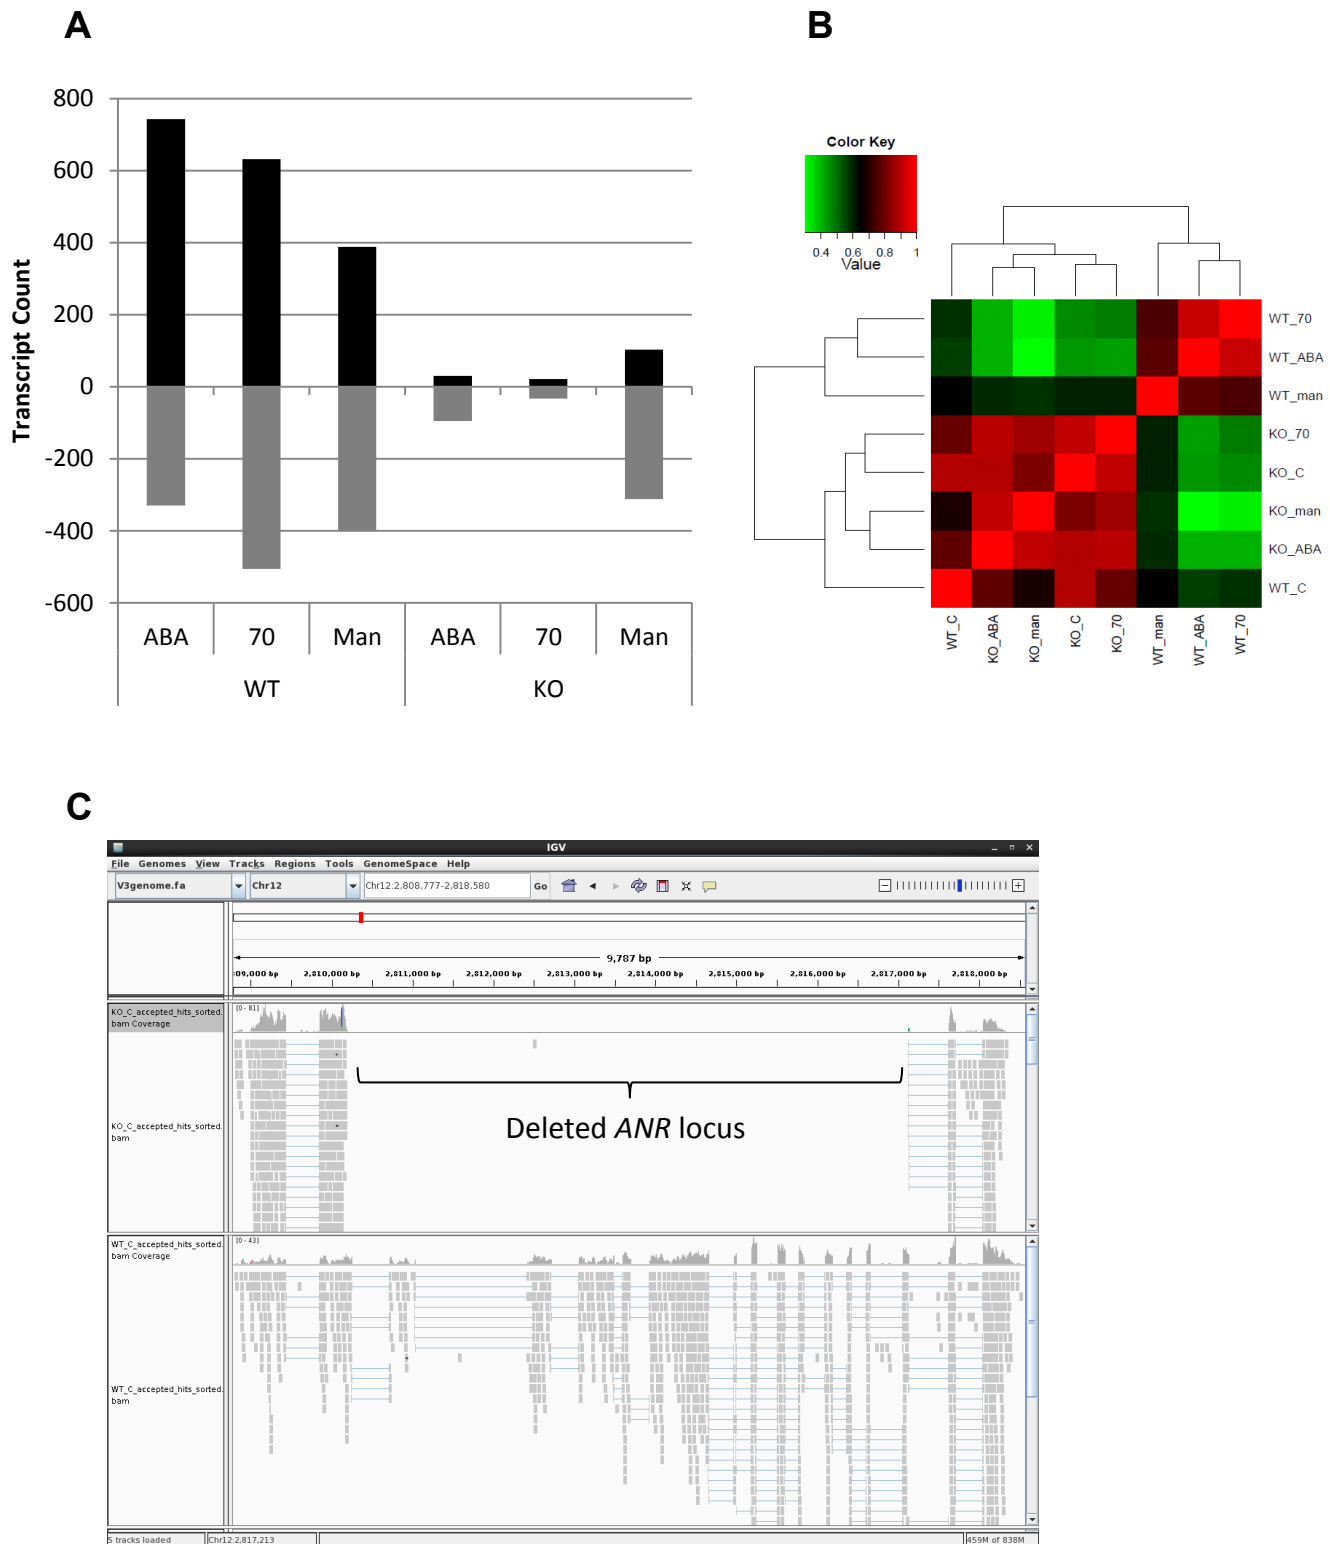 A
B
800
600
400
200
0
-200
-400
-600
Transcript Count
ABA 70 Man ABA 70 Man
WT KO
Color Key
0.4 0.6 0.8 1
Value
WT_70
WT_ABA
WT_man
KO_70
KO_C
KO_man
KO_ABA
WT_C
WT_C KO_ABA KO_man KO_C KO_70 WT_man WT_ABA WT_70
C
IGV
File Genomes View Tracks Regions Tools GenomeSpace Help
V3genome.fa Chr12 Chr12:2,808,777-2,818,580 Go
9,787 bp
09,000 bp 2,810,000 bp 2,811,000 bp 2,812,000 bp 2,813,000 bp 2,814,000 bp 2,815,000 bp 2,816,000 bp 2,817,000 bp 2,818,000 bp
KO_C_accepted_hits_sorted.
bam Coverage
[0 - 81]
Deleted ANR locus
KO_C_accepted_hits_sorted.
bam
WT_C_accepted_hits_sorted.
bam Coverage
[0 - 43]
WT_C_accepted_hits_sorted.
bam
5 tracks loaded Chr12:2,817,213 459M of 838M